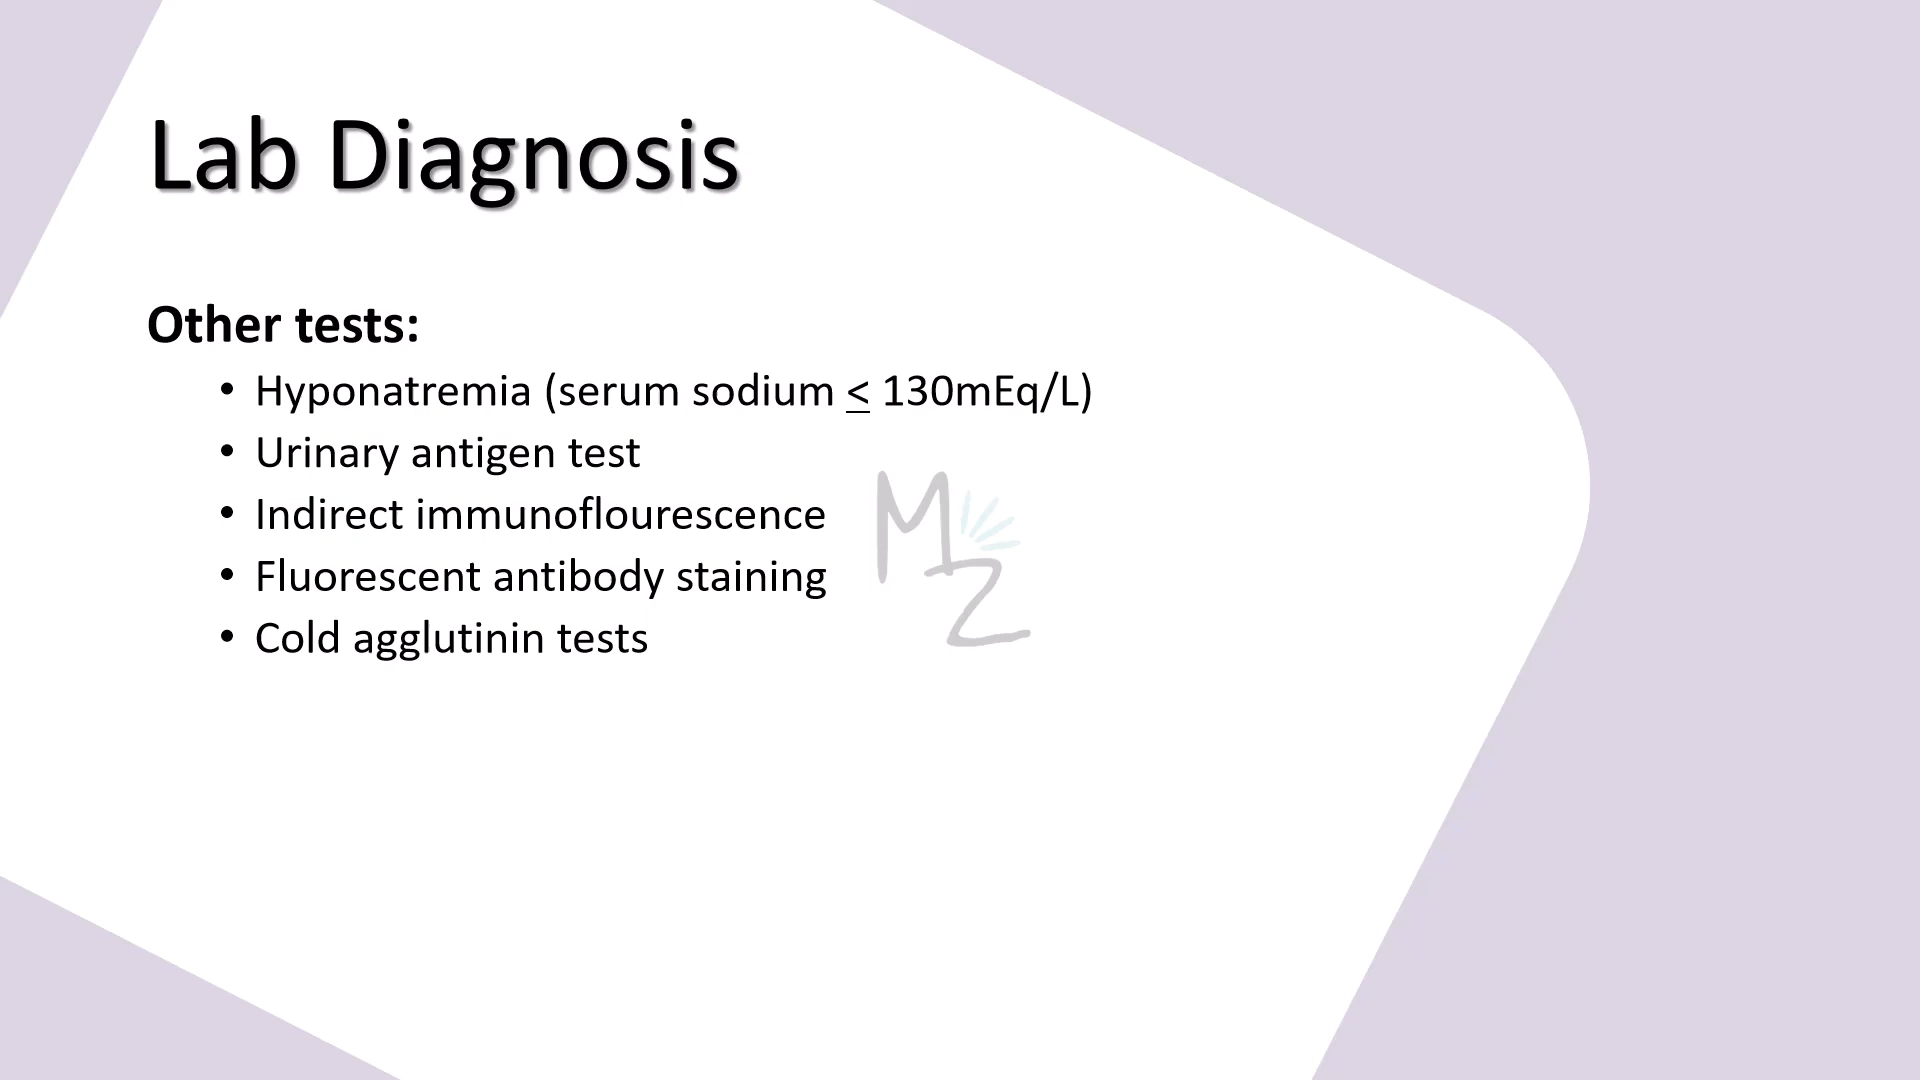 Lab Diagnosis
Other tests:
• Hyponatremia (serum sodium < 130mEq/L)
• Urinary antigen test
• Indirect immunoflourescence
• Fluorescent antibody staining
• Cold agglutinin tests
MZ